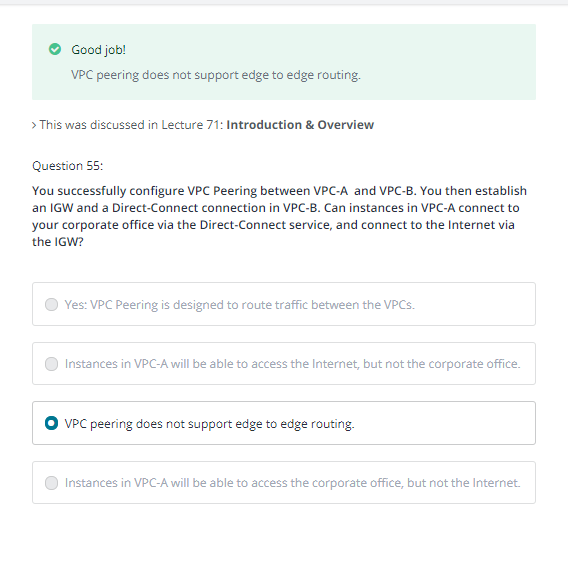 Good job!
VPC peering does not support edge to edge routing.
> This was discussed in Lecture 71: Introduction & Overview
Question 55:
You successfully configure VPC Peering between VPC-A and VPC-B. You then establish
an IGW and a Direct-Connect connection in VPC-B. Can instances in VPC-A connect to
your corporate office via the Direct-Connect service, and connect to the Internet via
the IGW?
Yes: VPC Peering is designed to route traffic between the VPCs.
Instances in VPC-A will be able to access the Internet, but not the corporate office.
VPC peering does not support edge to edge routing.
Instances in VPC-A will be able to access the corporate office, but not the Internet.